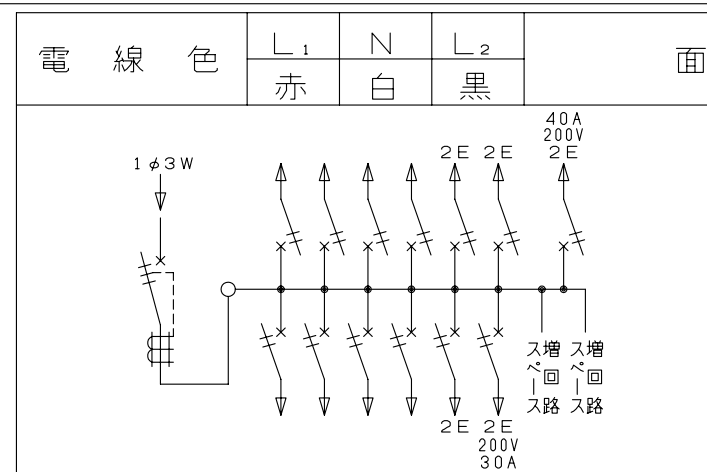 電線色 L₁ N L₂ 面
赤 白 黒
40A
200V
1φ3W 2E 2E 2E
増回路
スペース
増回路
スペース
2E 2E
200V
30A